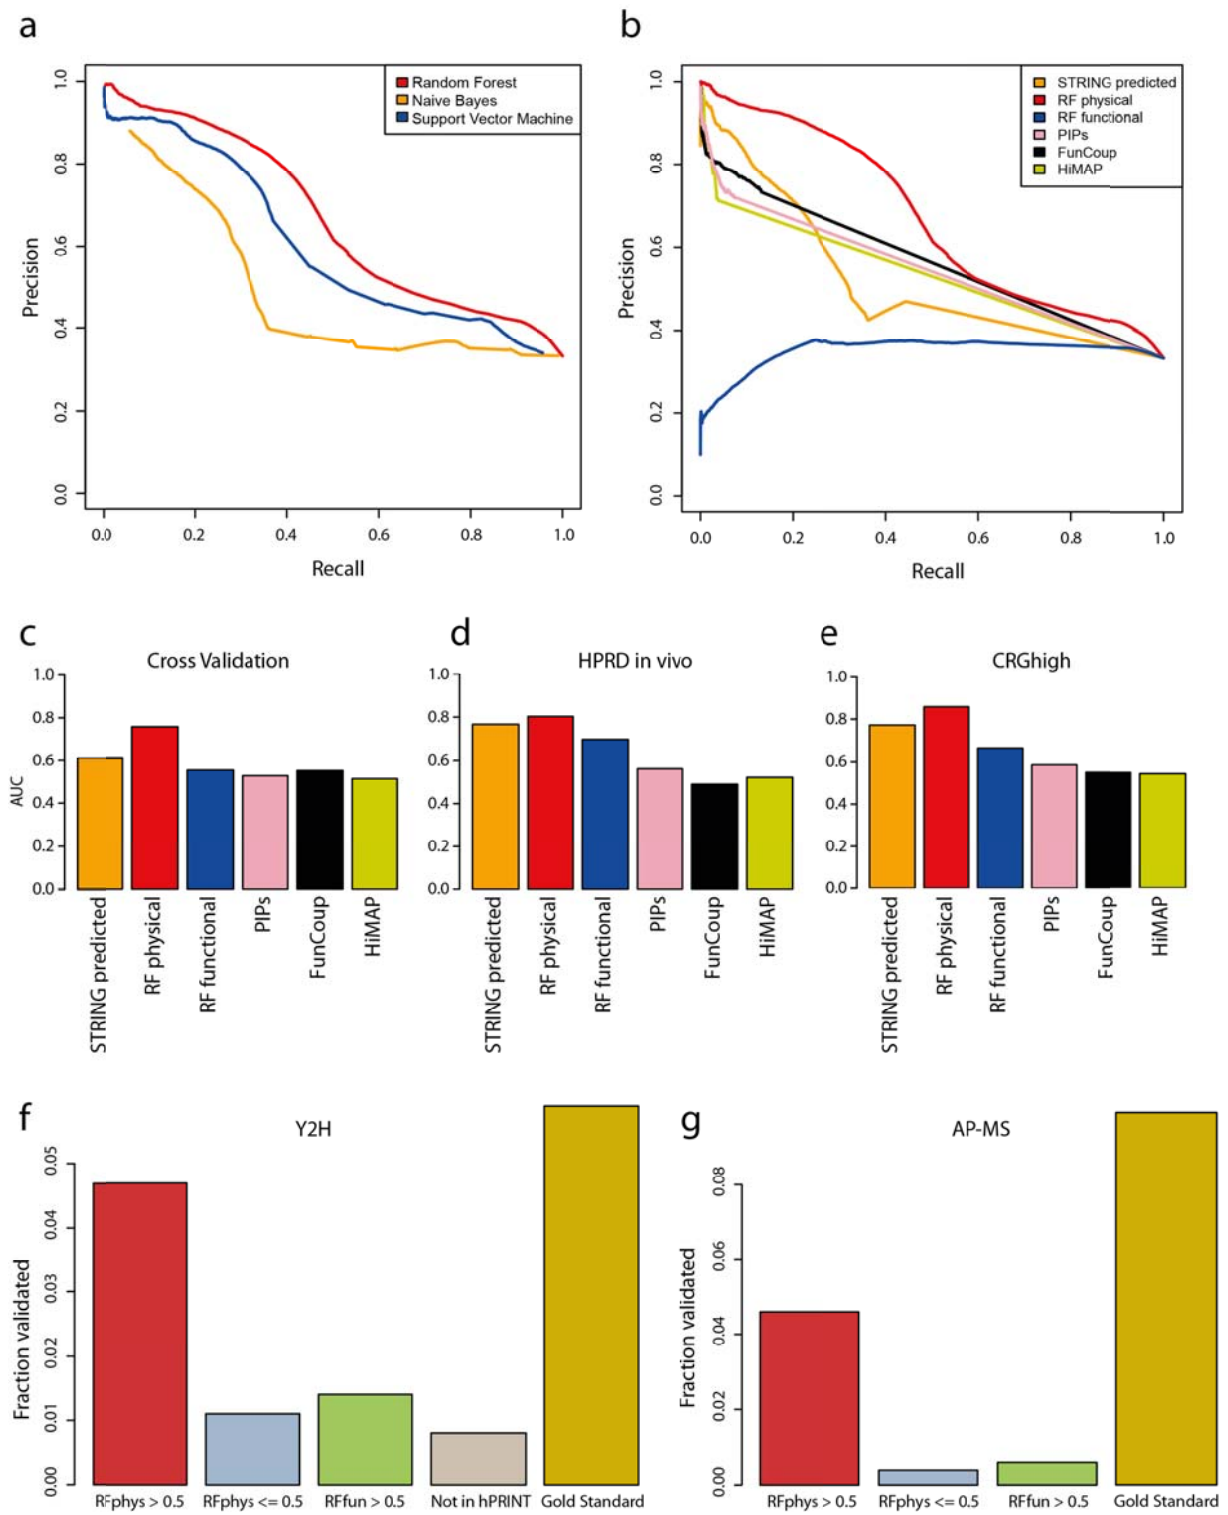 a
1.0
0.8
0.6
0.4
0.2
0.0
Precision
Random Forest
Naive Bayes
Support Vector Machine
0.0 0.2 0.4 0.6 0.8 1.0
Recall
b
1.0
0.8
0.6
0.4
0.2
0.0
Precision
STRING predicted
RF physical
RF functional
PIPs
FunCoup
HiMAP
0.0 0.2 0.4 0.6 0.8 1.0
Recall
c
Cross Validation
1.0
0.8
0.6
0.4
0.2
0.0
AUC
STRING predicted
RF physical
RF functional
PIPs
FunCoup
HiMAP
d
HPRD in vivo
1.0
0.8
0.6
0.4
0.2
0.0
STRING predicted
RF physical
RF functional
PIPs
FunCoup
HiMAP
e
CRGhigh
1.0
0.8
0.6
0.4
0.2
0.0
STRING predicted
RF physical
RF functional
PIPs
FunCoup
HiMAP
f
Y2H
0.05
0.04
0.03
0.02
0.01
0.00
Fraction validated
RFphys > 0.5 RFphys <= 0.5 RFfun > 0.5 Not in hPRINT Gold Standard
g
AP-MS
0.08
0.06
0.04
0.02
0.00
Fraction validated
RFphys > 0.5 RFphys <= 0.5 RFfun > 0.5 Gold Standard